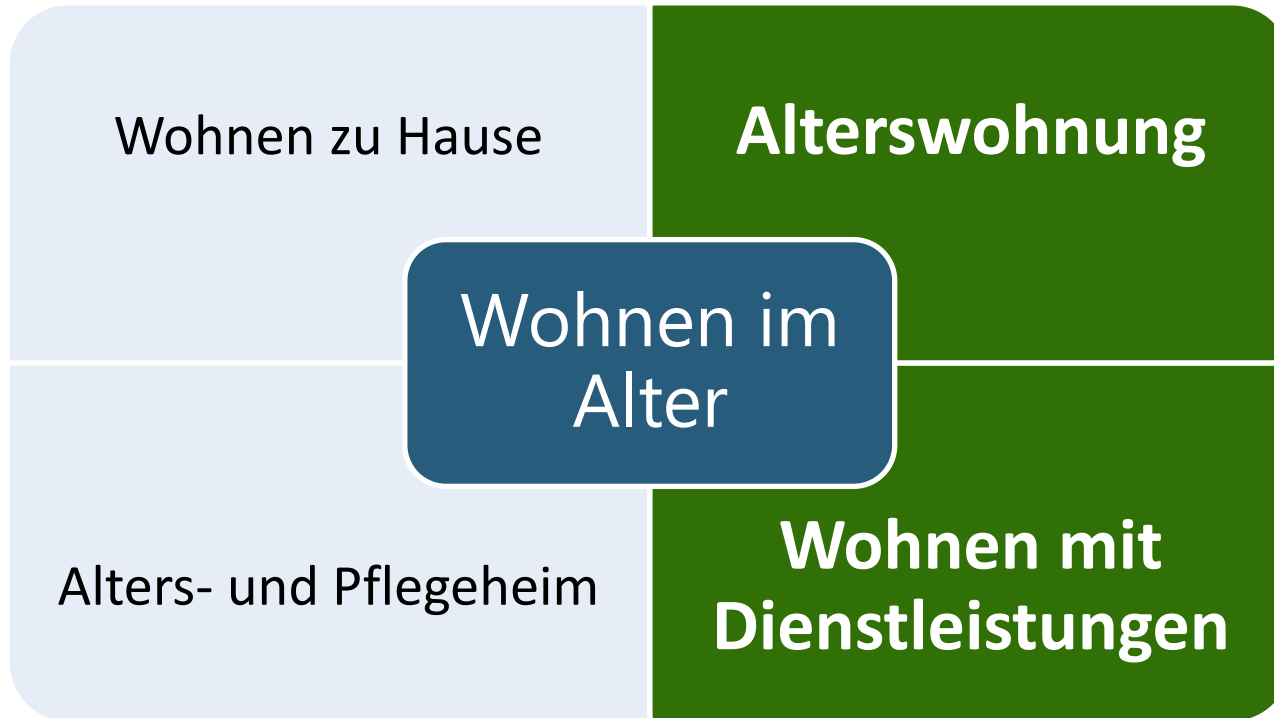 Wohnen zu Hause
Alterswohnung
Wohnen im
Alter
Alters- und Pflegeheim
Wohnen mit
Dienstleistungen